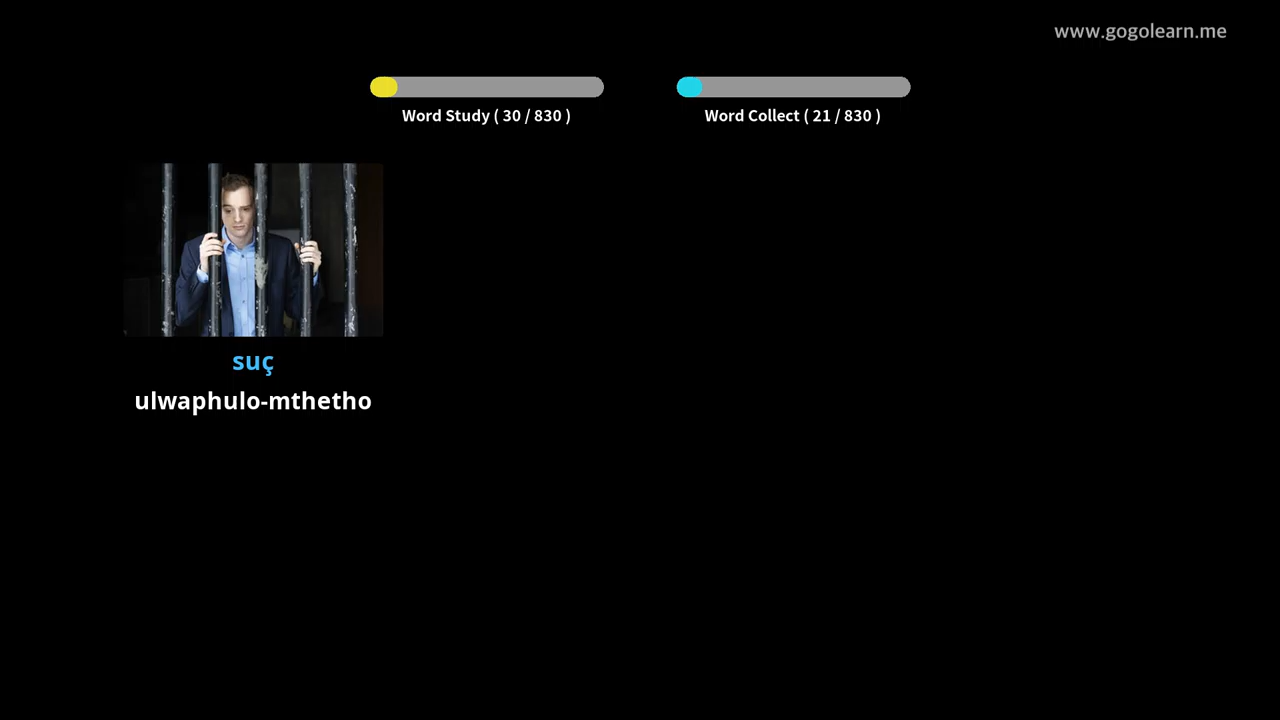 www.gogolearn.me
Word Study ( 30 / 830 )
Word Collect ( 21 / 830 )
suç
ulwaphulo-mthetho